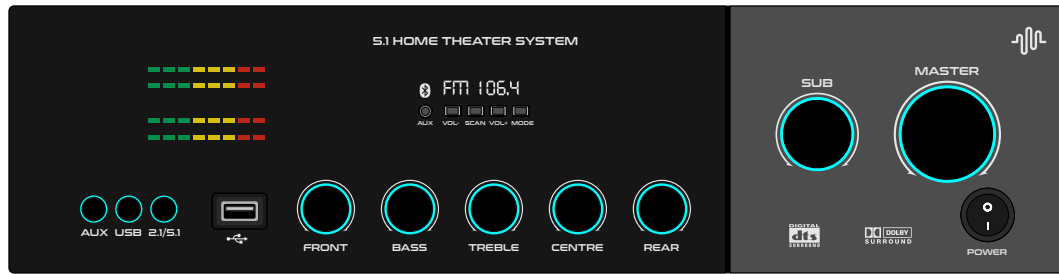 5.1 HOME THEATER SYSTEM
FM 106.4
AUX VOL- SCAN VOL+ MODE
AUX USB 2.1/5.1
FRONT BASS TREBLE CENTRE REAR
SUB
MASTER
DIGITAL
dts
SURROUND
DOLBY
SURROUND
O
I
POWER